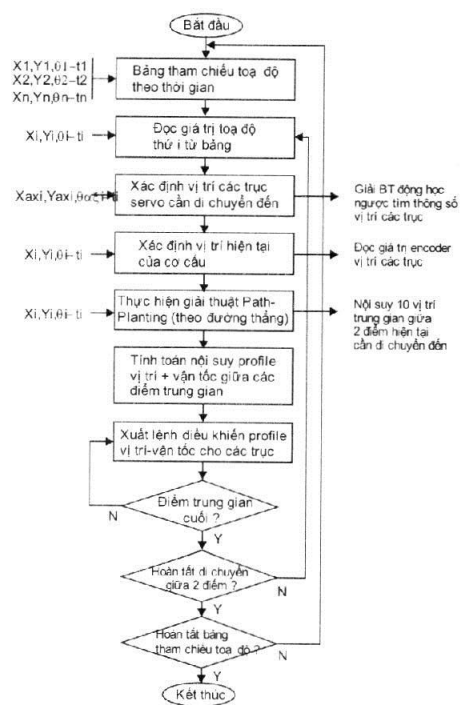 Bắt đầu
X1,Y1,θ1–t1
X2,Y2,θ2–t2
Xn,Yn,θn–tn
Bảng tham chiếu toạ độ
theo thời gian
Xi,Yi,θi–ti
Đọc giá trị toạ độ
thứ i từ bảng
Xaxi,Yaxi,
Xác định vị trí các trục
servo cần di chuyển đến
Giải BT động học
ngược tìm thông số
vị trí các trục
Xi,Yi,θi–ti
Xác định vị trí hiện tại
của cơ cấu
Đọc giá trị encoder
vị trí các trục
Xi,Yi,θi–ti
Thực hiện giải thuật Path-
Planting (theo đường thẳng)
Nội suy 10 vị trí
trung gian giữa
2 điểm hiện tại
cần di chuyển đến
Tính toán nội suy profile
vị trí + vận tốc giữa các
điểm trung gian
Xuất lệnh điều khiển profile
vị trí-vận tốc cho các trục
Điểm trung gian
cuối ?
N
Y
Hoàn tất di chuyển
giữa 2 điểm ?
N
Y
Hoàn tất bảng
tham chiếu toạ độ ?
N
Y
Kết thúc